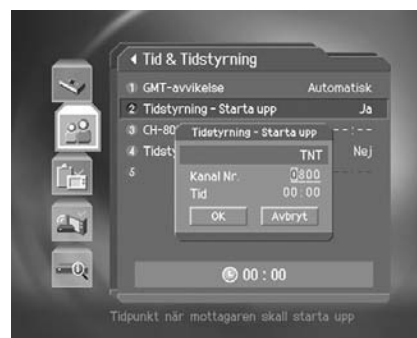 Tid & Tidstyrning
1 GMT-avvikelse Automatisk
2 Tidstyrning - Starta upp Ja
3 CH-80 --:--
4 Tidsty Nej
5
Tidstyrning - Starta upp
TNT
Kanal Nr. 0800
Tid 00:00
OK Avbryt
00 : 00
Tidpunkt när mottagaren skall starta upp